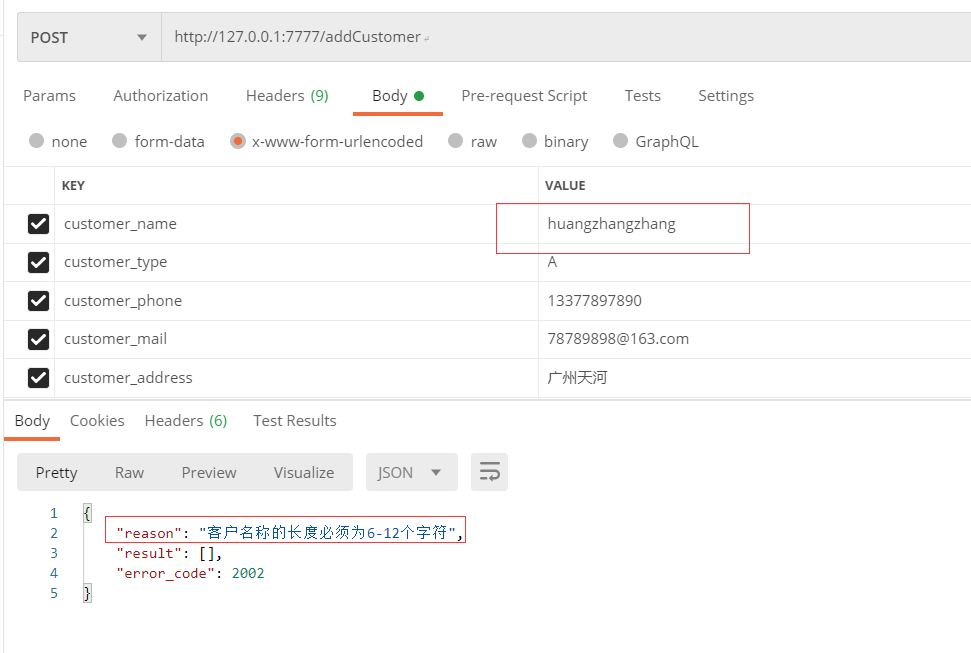 POST http://127.0.0.1:7777/addCustomer
Params Authorization Headers (9) Body Pre-request Script Tests Settings
none form-data x-www-form-urlencoded raw binary GraphQL
KEY VALUE
customer_name huangzhangzhang
customer_type A
customer_phone 13377897890
customer_mail 78789898@163.com
customer_address 广州天河
Body Cookies Headers (6) Test Results
Pretty Raw Preview Visualize JSON
1 {
2 "reason": "客户名称的长度必须为6-12个字符",
3 "result": [],
4 "error_code": 2002
5 }